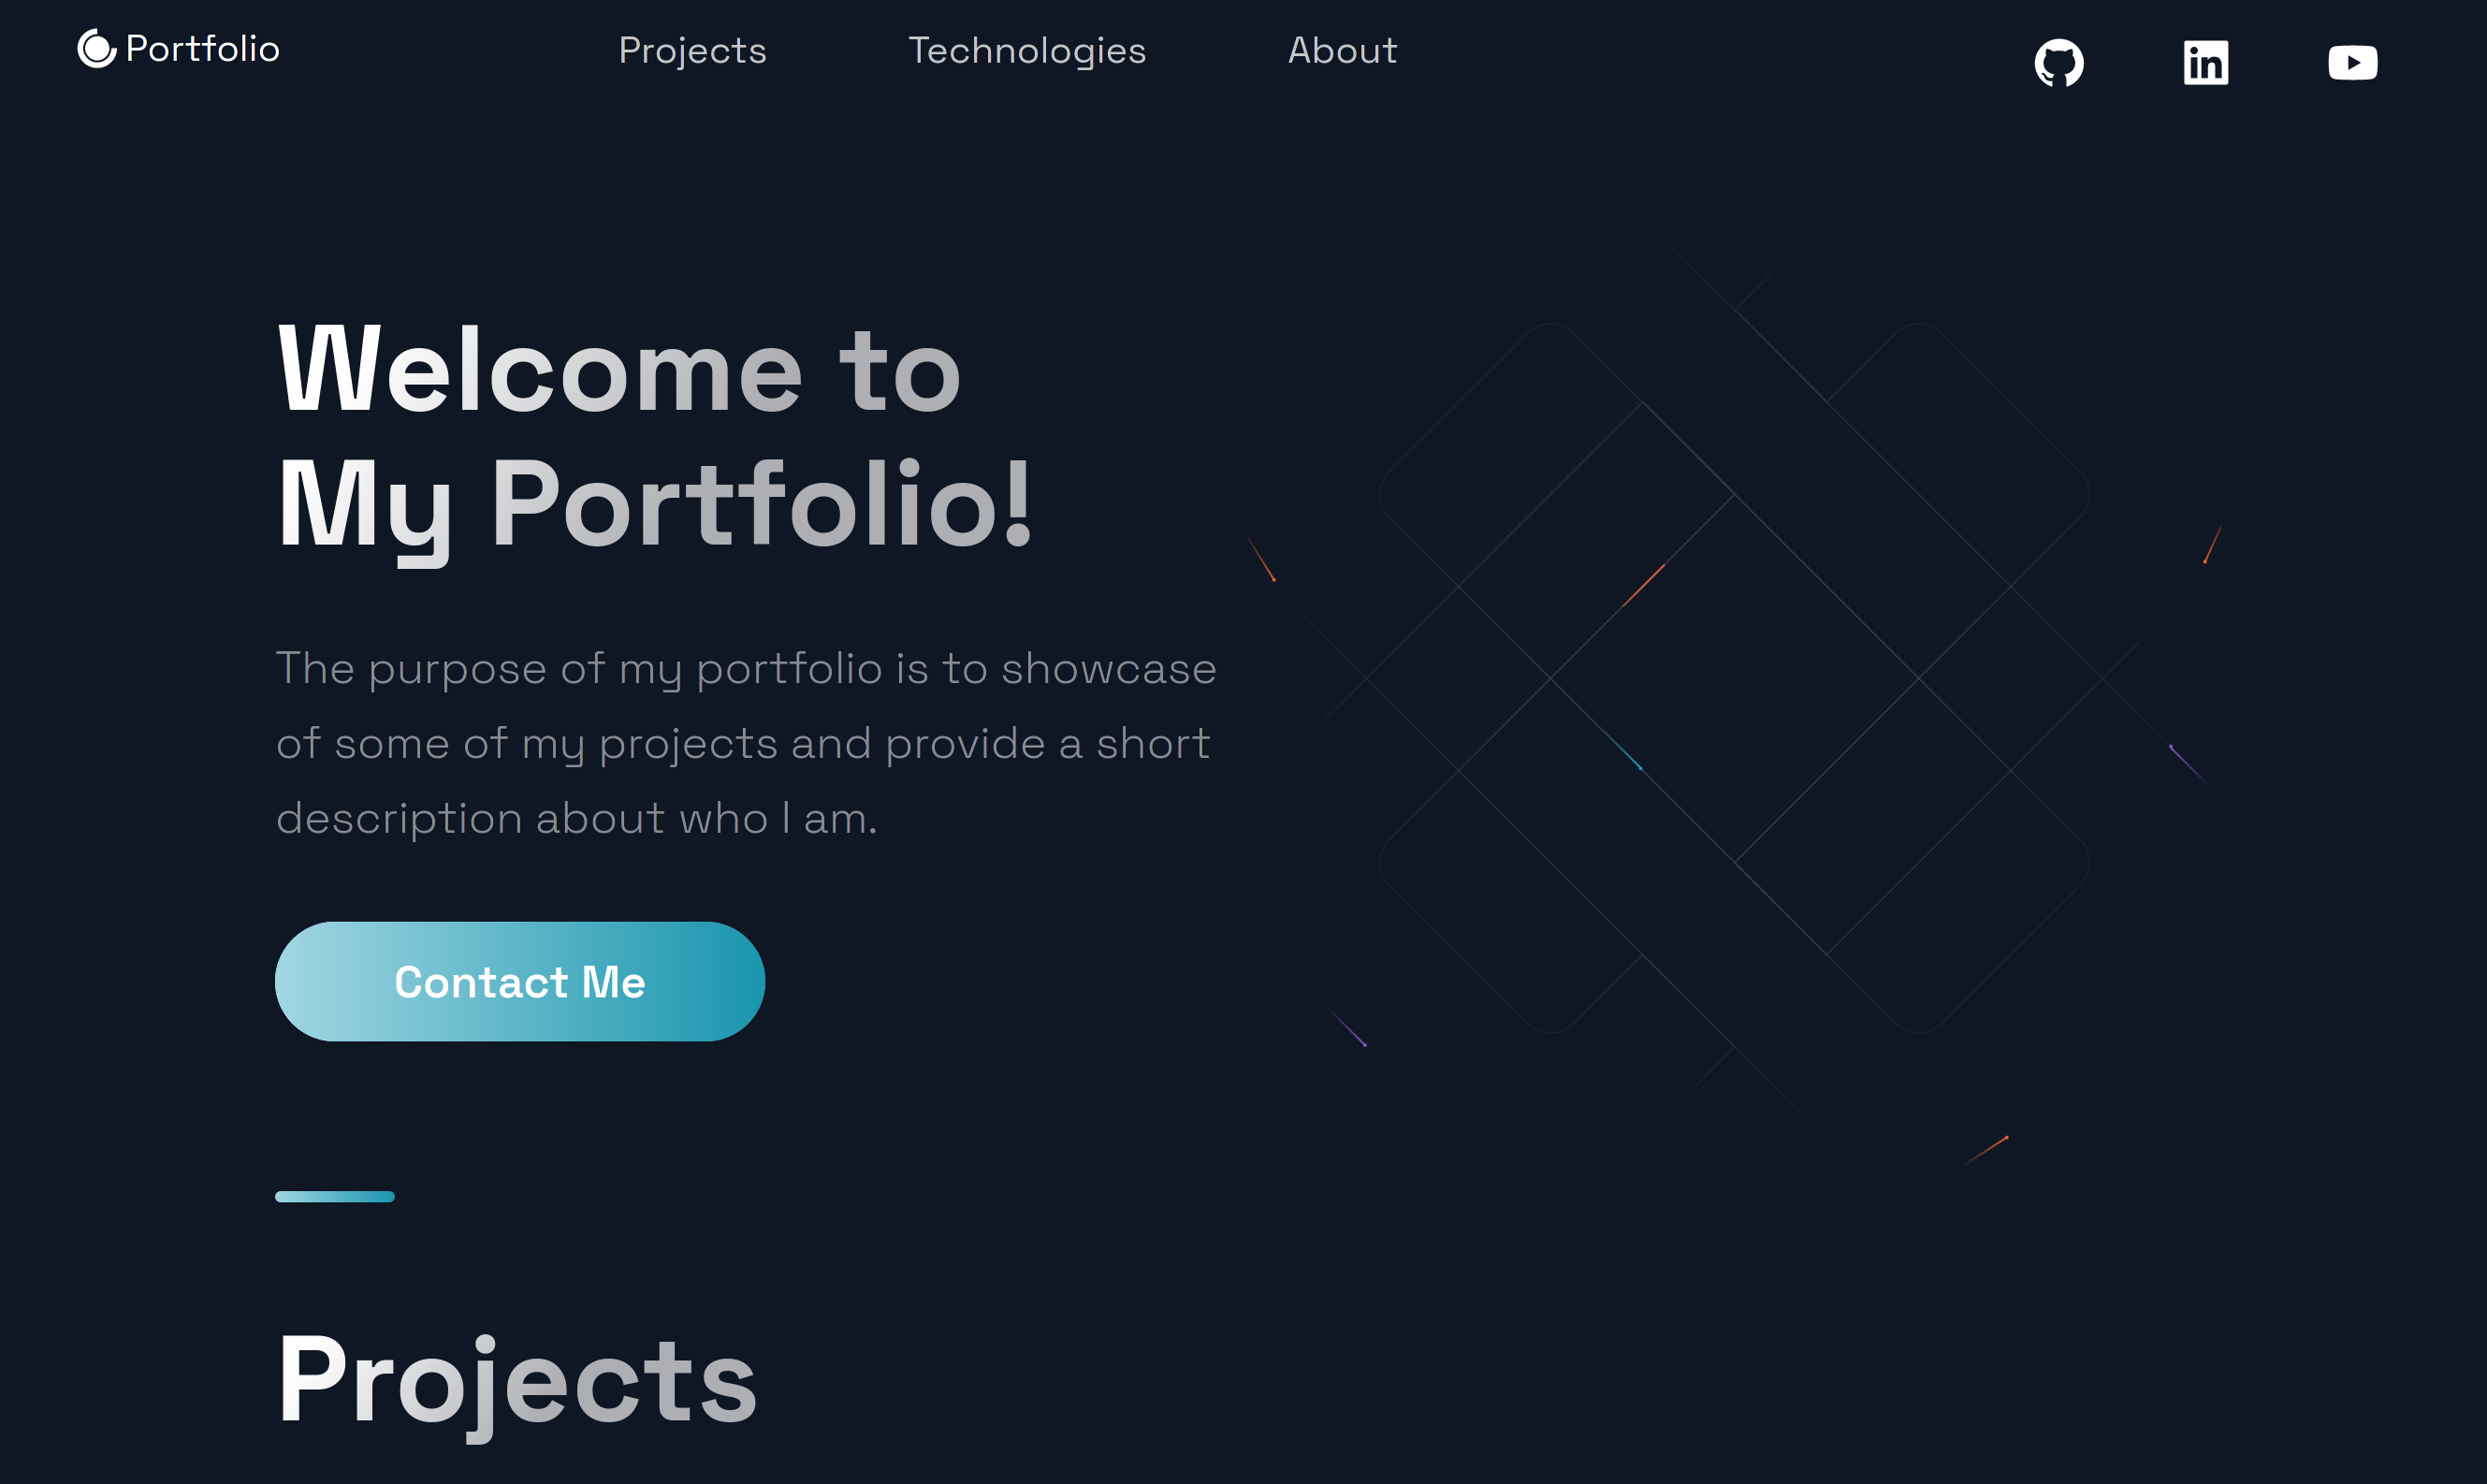 Portfolio
Projects
Technologies
About
Welcome to
My Portfolio!
The purpose of my portfolio is to showcase
of some of my projects and provide a short
description about who I am.
Contact Me
Projects